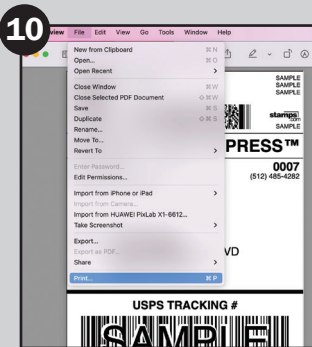 10
view File Edit View Go Tools Window Help
New from Clipboard ⌘N
Open... ⌘O
Open Recent >
Close Window ⌘W
Close Selected PDF Document ⇧⌘W
Save ⌘S
Duplicate ⇧⌘S
Rename...
Move To...
Revert To >
Enter Password...
Edit Permissions...
Import from iPhone or iPad >
Import from Camera...
Import from HUAWEI PixLab X1-6612...
Take Screenshot >
Export...
Export as PDF...
Share >
Print... ⌘P
SAMPLE
SAMPLE
SAMPLE
stamps
.com
SAMPLE
PRESS™
0007
(512) 485-4282
VD
USPS TRACKING #
SAMPLE